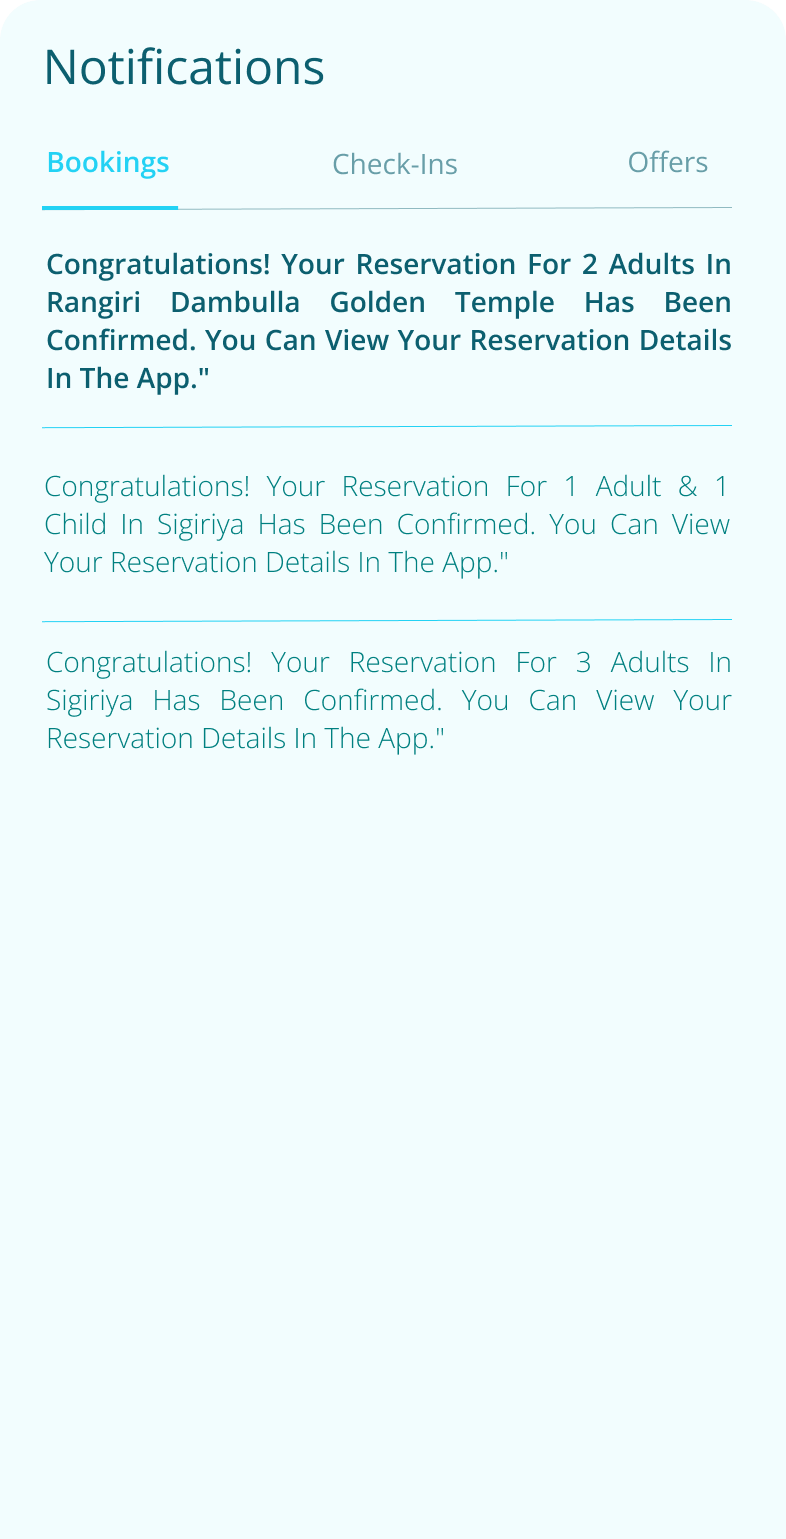 Notifications
Bookings Check-Ins Offers
Congratulations! Your Reservation For 2 Adults In
Rangiri Dambulla Golden Temple Has Been
Confirmed. You Can View Your Reservation Details
In The App."
Congratulations! Your Reservation For 1 Adult & 1
Child In Sigiriya Has Been Confirmed. You Can View
Your Reservation Details In The App."
Congratulations! Your Reservation For 3 Adults In
Sigiriya Has Been Confirmed. You Can View Your
Reservation Details In The App."